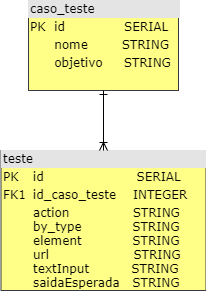 caso_teste
PK id SERIAL
nome STRING
objetivo STRING
teste
PK id SERIAL
FK1 id_caso_teste INTEGER
action STRING
by_type STRING
element STRING
url STRING
textInput STRING
saidaEsperada STRING